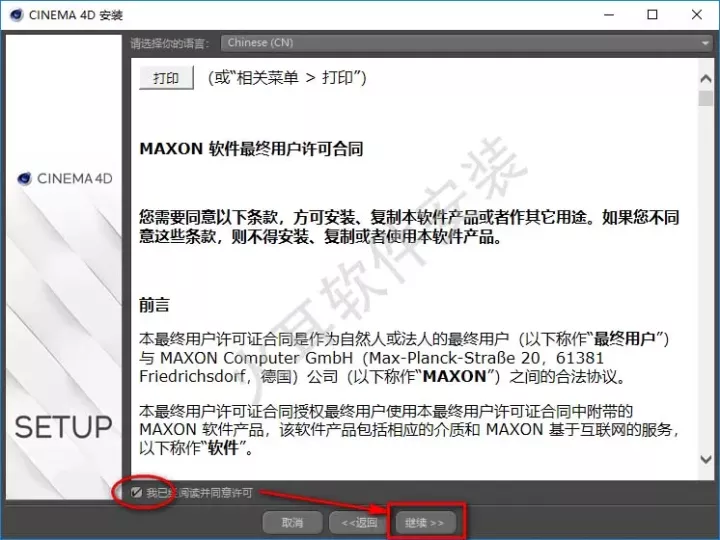 CINEMA 4D 安装
请选择你的语言:
Chinese (CN)
打印 (或“相关菜单 > 打印”)
MAXON 软件最终用户许可合同
CINEMA 4D
您需要同意以下条款，方可安装、复制本软件产品或者作其它用途。如果您不同
意这些条款，则不得安装、复制或者使用本软件产品。
前言
本最终用户许可证合同是作为自然人或法人的最终用户（以下称作“最终用户”）
与 MAXON Computer GmbH（Max-Planck-Straße 20，61381
Friedrichsdorf，德国）公司（以下称作“MAXON”）之间的合法协议。
本最终用户许可证合同授权最终用户使用本最终用户许可证合同中附带的
MAXON 软件产品，该软件产品包括相应的介质和 MAXON 基于互联网的服务，
以下称作“软件”。
SETUP
我已经阅读并同意许可
取消
<<返回
继续 >>
软件安装